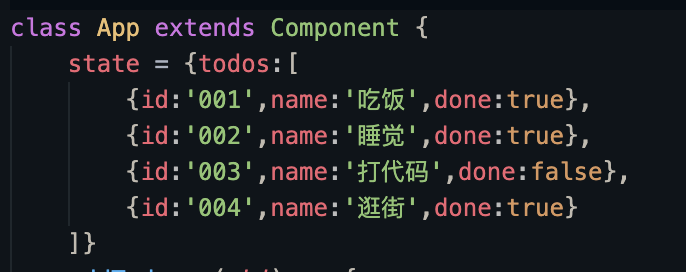 class App extends Component {
state = {todos:[
{id:'001',name:'吃饭',done:true},
{id:'002',name:'睡觉',done:true},
{id:'003',name:'打代码',done:false},
{id:'004',name:'逛街',done:true}
]}